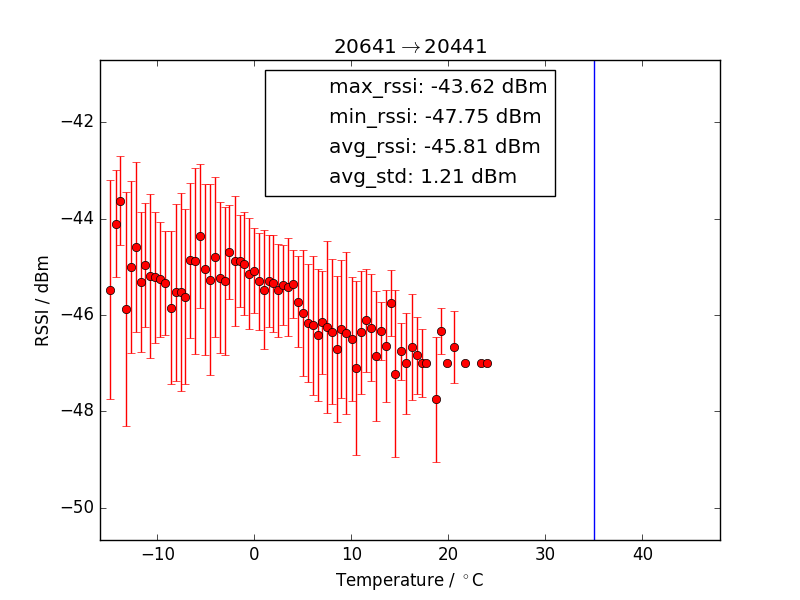 20641→20441
max_rssi: -43.62 dBm
min_rssi: -47.75 dBm
avg_rssi: -45.81 dBm
avg_std: 1.21 dBm
−42
−44
−46
−48
−50
RSSI / dBm
−10 0 10 20 30 40
Temperature / °C